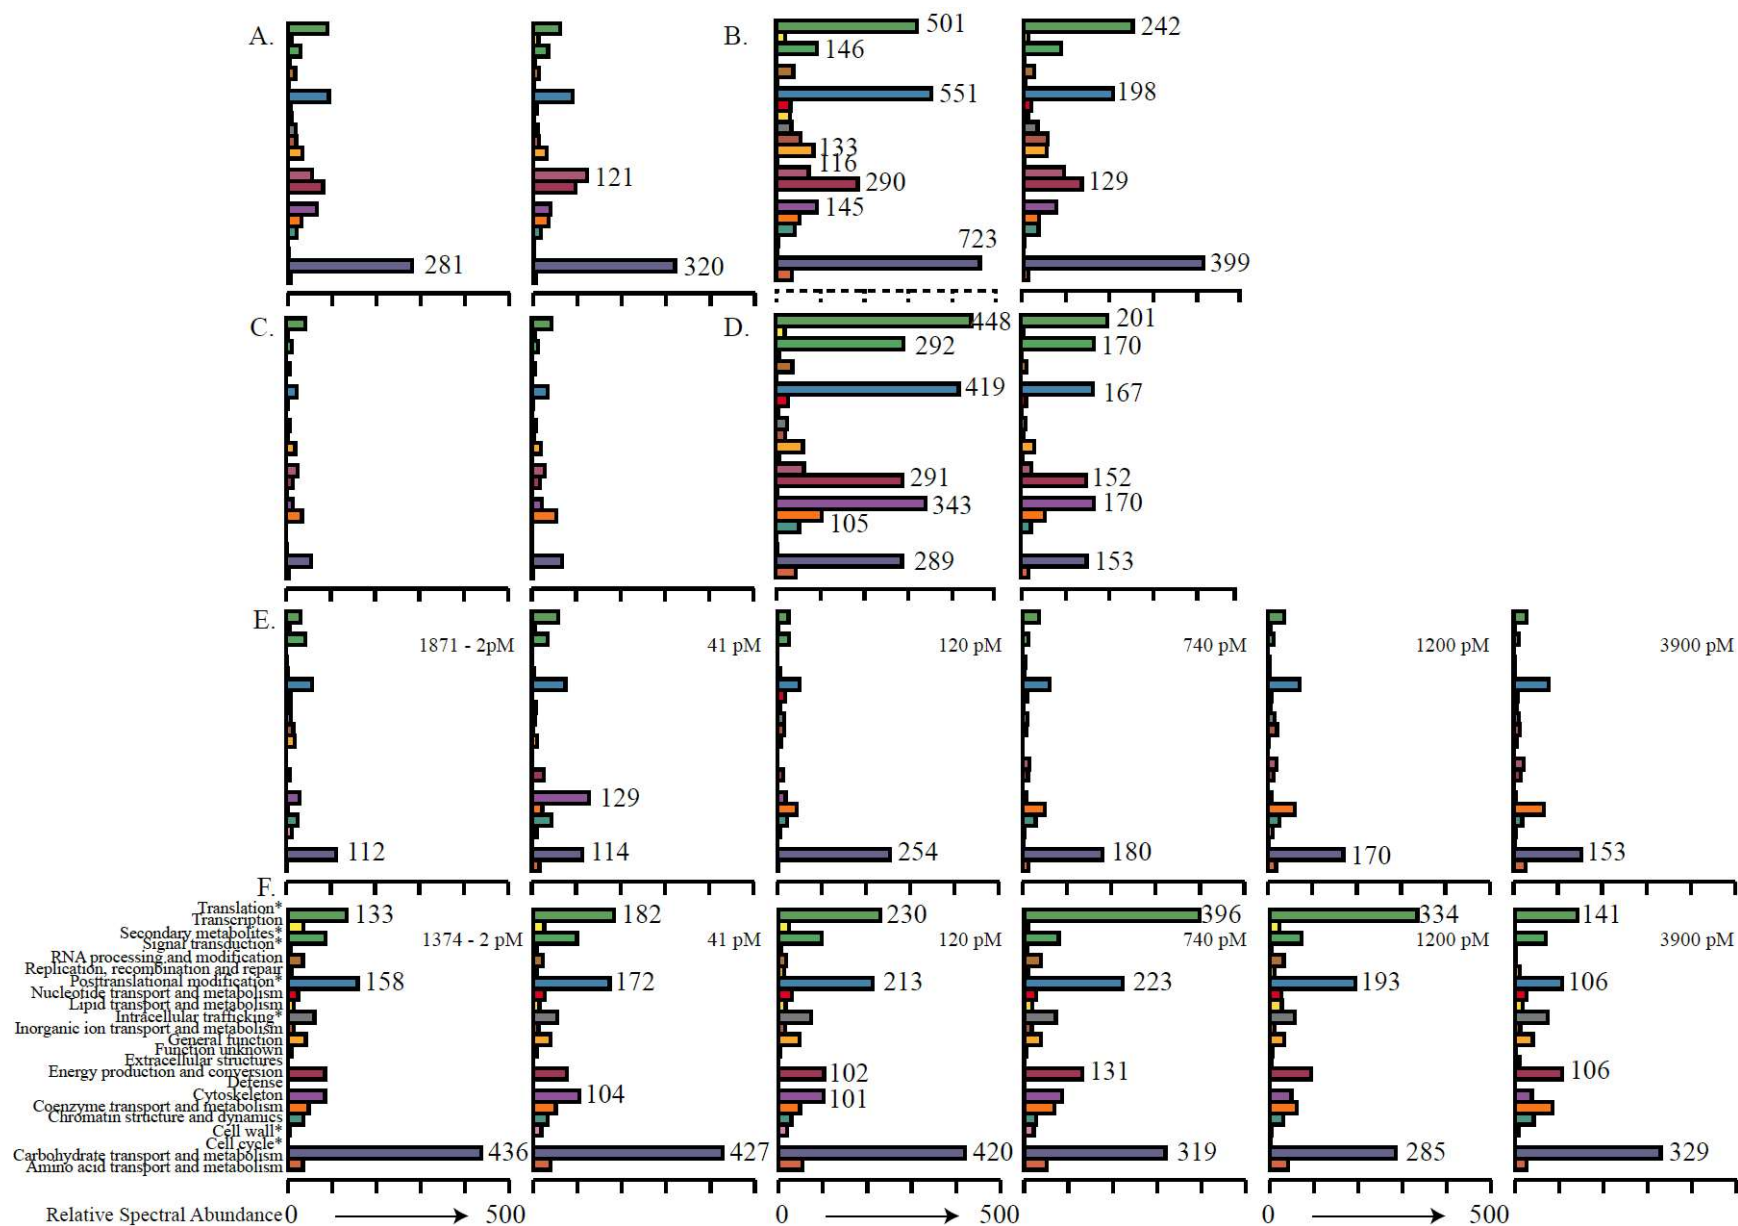 A.
B.
501
242
146
551
198
133
116
121
290
129
145
723
281
320
399
C.
D.
448
201
292
170
419
167
291
152
343
170
105
289
153
E.
1871 - 2pM
41 pM
120 pM
740 pM
1200 pM
3900 pM
129
112
114
254
180
170
153
F.
Translation*
133
182
230
396
334
141
Transcription
Secondary metabolites*
Signal transduction*
1374 - 2 pM
41 pM
120 pM
740 pM
1200 pM
3900 pM
RNA processing and modification
Replication, recombination and repair
Posttranslational modification*
158
172
213
223
193
106
Nucleotide transport and metabolism
Lipid transport and metabolism
Intracellular trafficking*
Inorganic ion transport and metabolism
General function
Function unknown
Extracellular structures
Energy production and conversion
102
131
106
Defense
Cytoskeleton
104
101
Coenzyme transport and metabolism
Chromatin structure and dynamics
Cell wall*
Cell cycle*
Carbohydrate transport and metabolism
436
427
420
319
285
329
Amino acid transport and metabolism
Relative Spectral Abundance 0 500
0 500
0 500